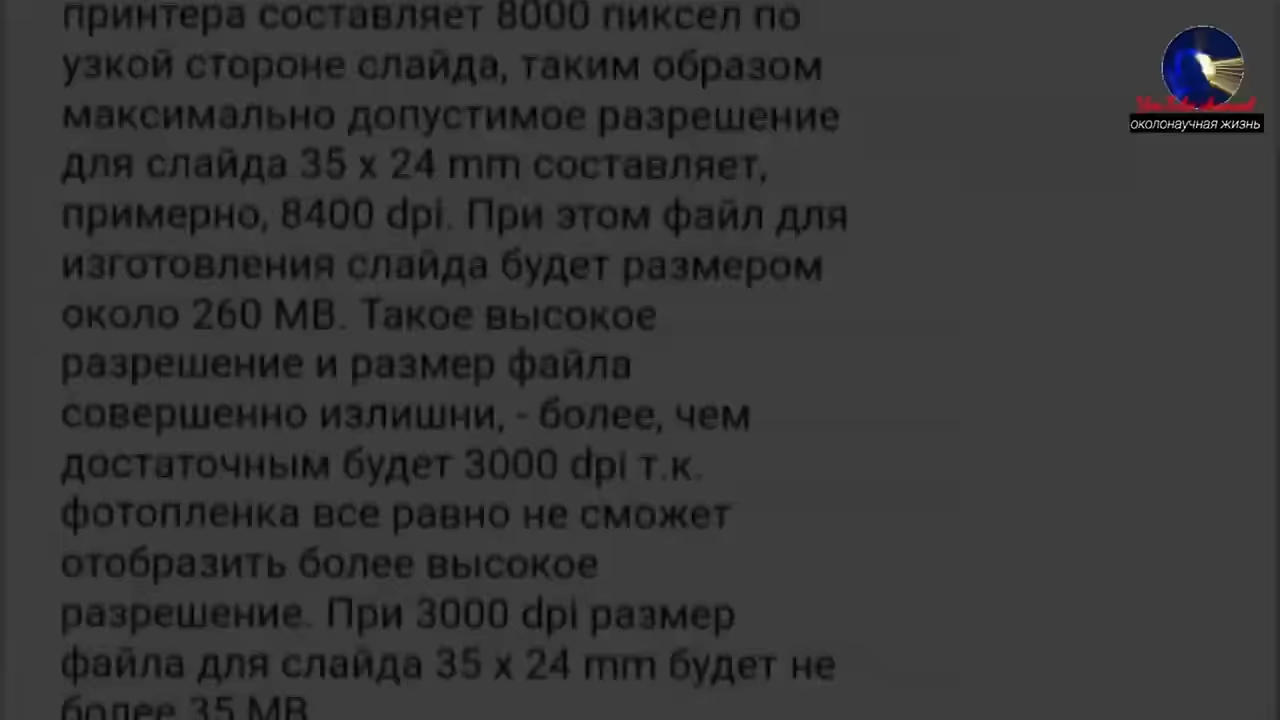 принтера составляет 8000 пиксел по
узкой стороне слайда, таким образом
максимально допустимое разрешение
для слайда 35 x 24 mm составляет,
примерно, 8400 dpi. При этом файл для
изготовления слайда будет размером
около 260 MB. Такое высокое
разрешение и размер файла
совершенно излишни, - более, чем
достаточным будет 3000 dpi т.к.
фотопленка все равно не сможет
отобразить более высокое
разрешение. При 3000 dpi размер
файла для слайда 35 x 24 mm будет не
более 35 MB
YouTube channel
околонаучная жизнь